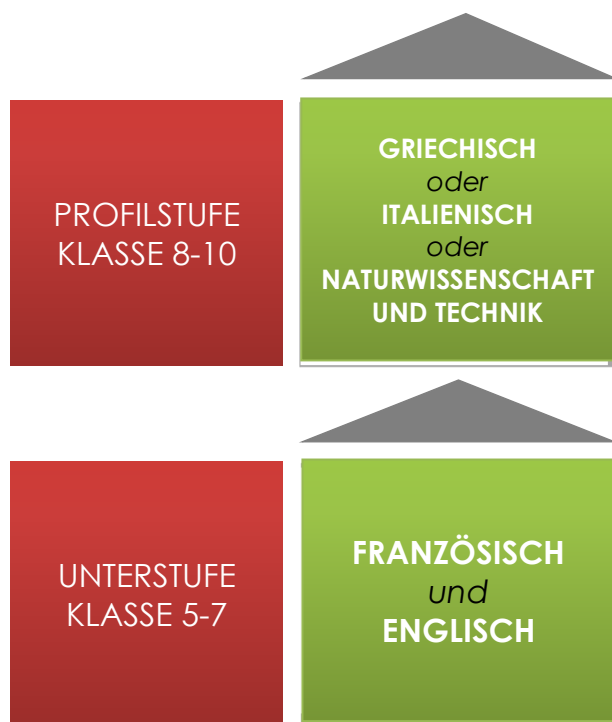 PROFILSTUFE
KLASSE 8-10
GRIECHISCH
oder
ITALIENISCH
oder
NATURWISSENSCHAFT
UND TECHNIK
UNTERSTUFE
KLASSE 5-7
FRANZÖSISCH
und
ENGLISCH